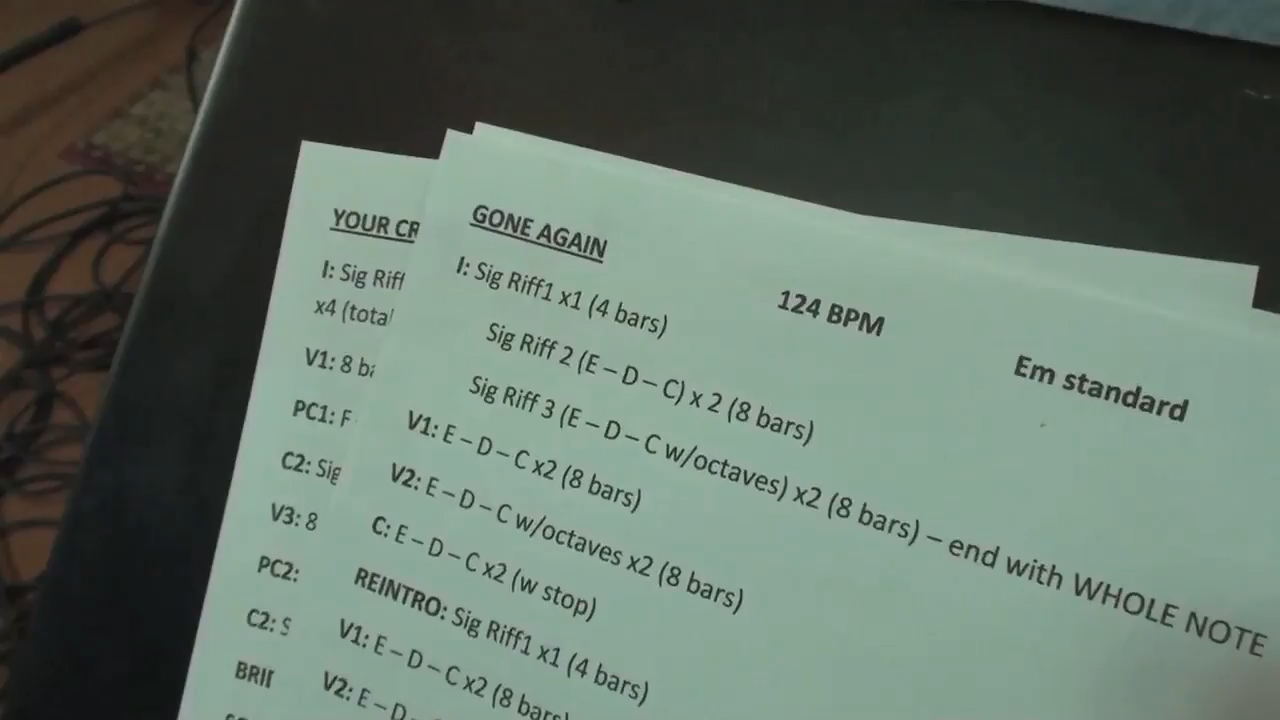 GONE AGAIN
124 BPM
Em standard
I: Sig Riff1 x1 (4 bars)
Sig Riff 2 (E – D – C) x 2 (8 bars)
Sig Riff 3 (E – D – C w/octaves) x2 (8 bars) – end with WHOLE NOTE
V1: E – D – C x2 (8 bars)
V2: E – D – C w/octaves x2 (8 bars)
C: E – D – C x2 (w stop)
REINTRO: Sig Riff1 x1 (4 bars)
V1: E – D – C x2 (8 bars)
V2: E – D –
YOUR
I: Sig Riff
x4 (total
V1: 8
PC1: F
C2: Sig
V3: 8
PC2:
C2: S